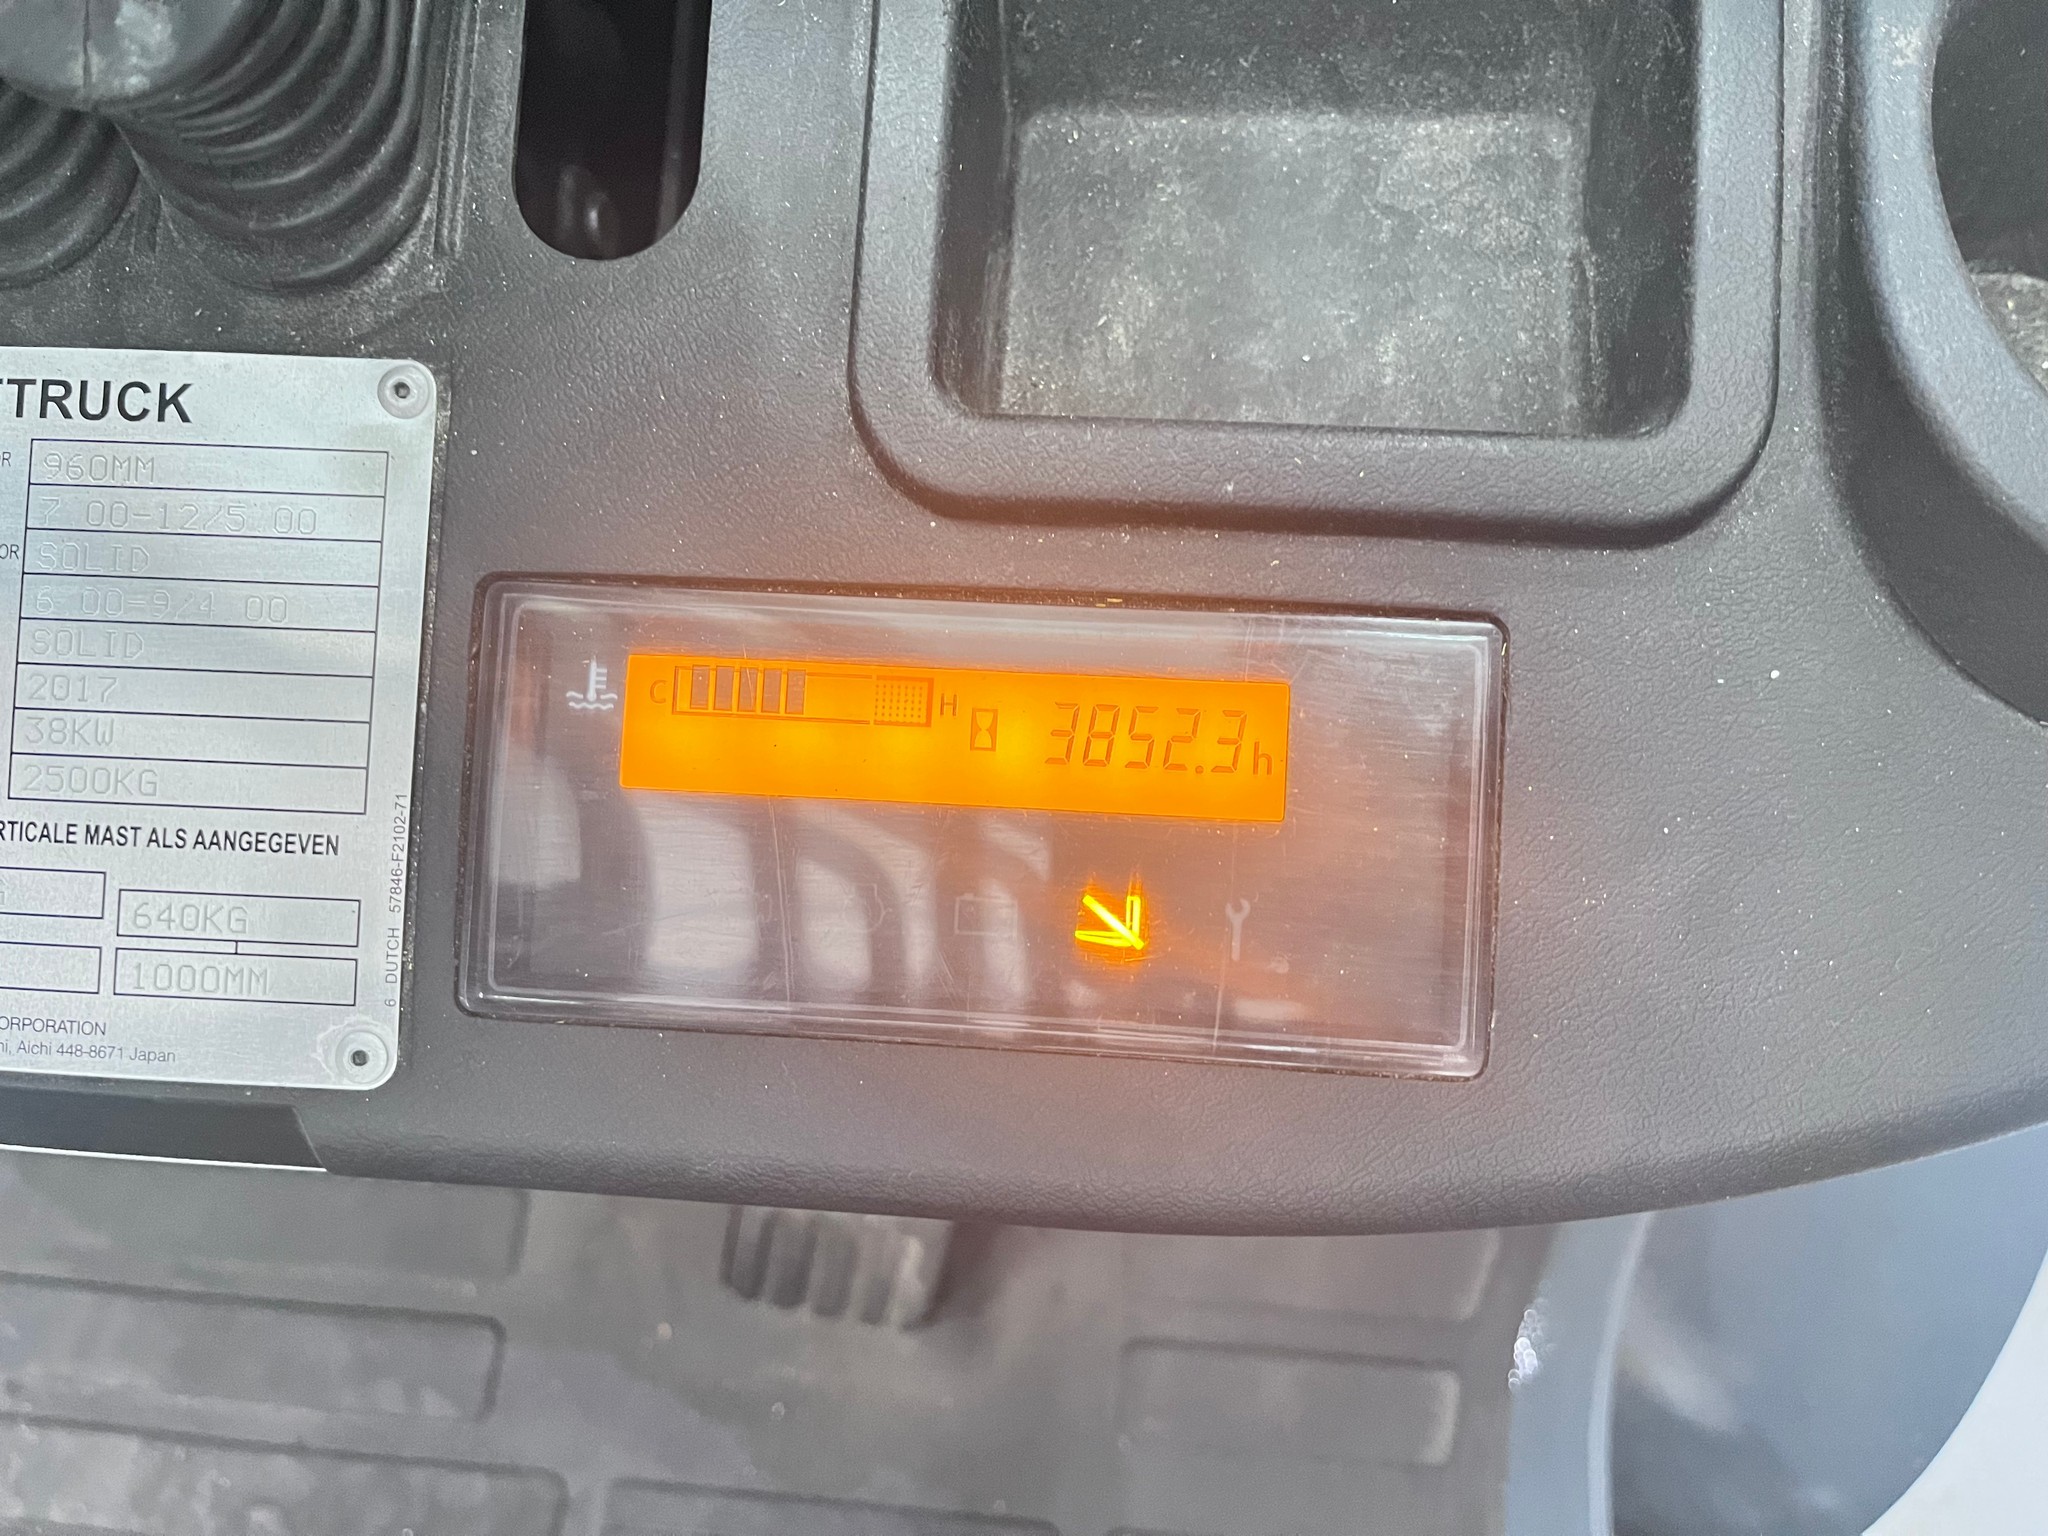 TRUCK
960MM
7 00-12/5 00
OR
SOLID
6 00-9/4 00
SOLID
2017
38KW
2500KG
RTICALE MAST ALS AANGEGEVEN
640KG
1000MM
ORPORATION
Aichi 448-8671 Japan
6 DUTCH 57846-F2102-71
C H 3852.3h